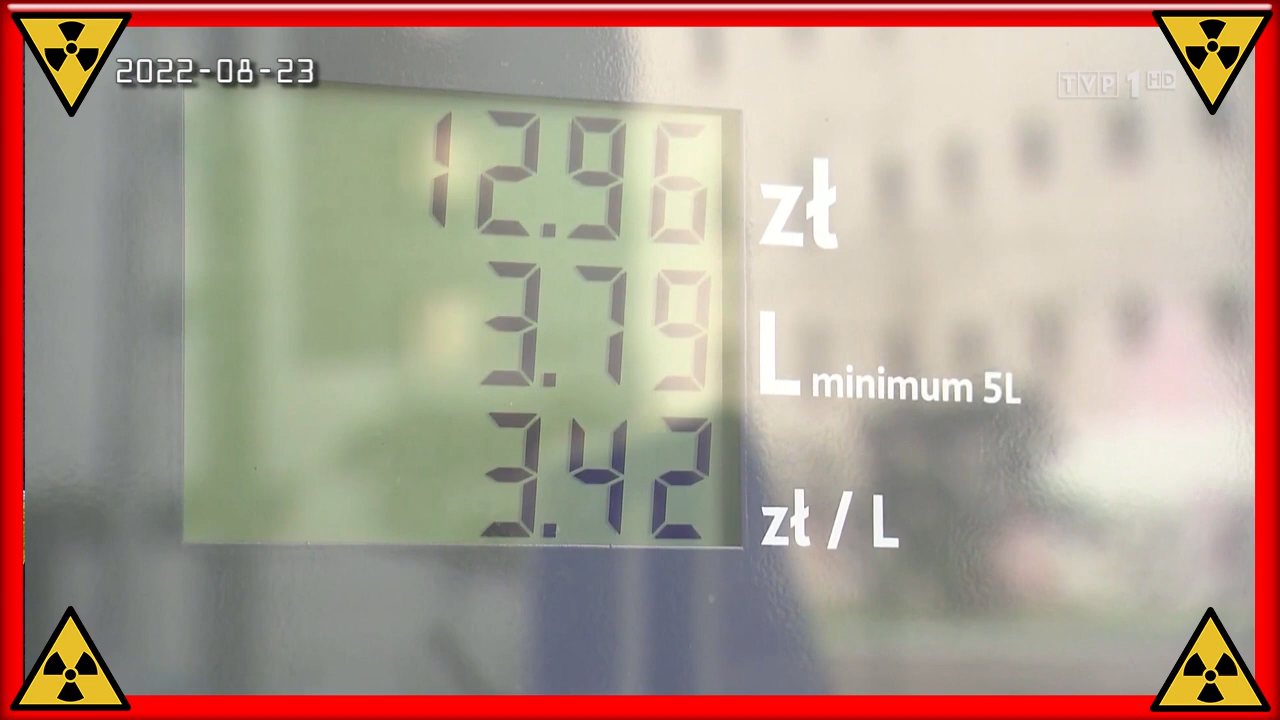 2022-08-23
TVP 1 HD
12.96 zł
3.79 L minimum 5L
3.42 zł / L